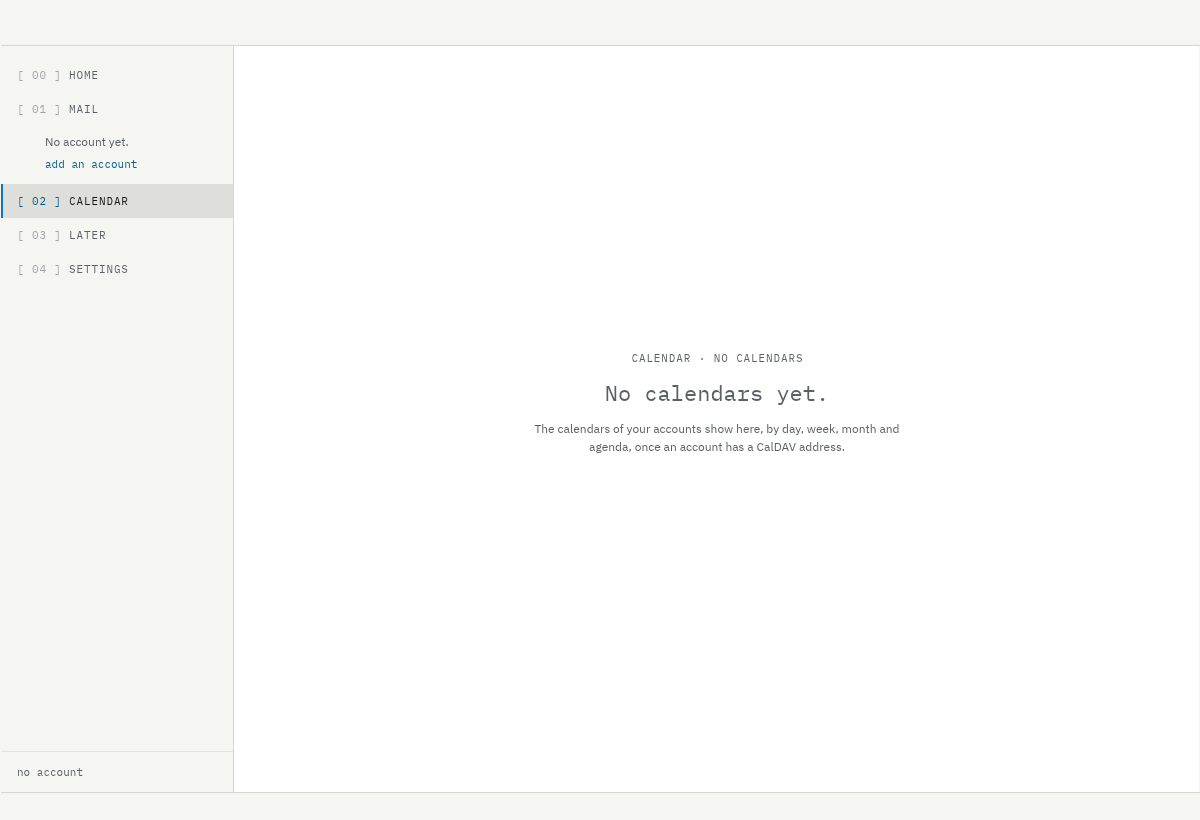 [ 00 ] HOME
[ 01 ] MAIL
No account yet.
add an account
[ 02 ] CALENDAR
[ 03 ] LATER
[ 04 ] SETTINGS
CALENDAR · NO CALENDARS
No calendars yet.
The calendars of your accounts show here, by day, week, month and
agenda, once an account has a CalDAV address.
no account